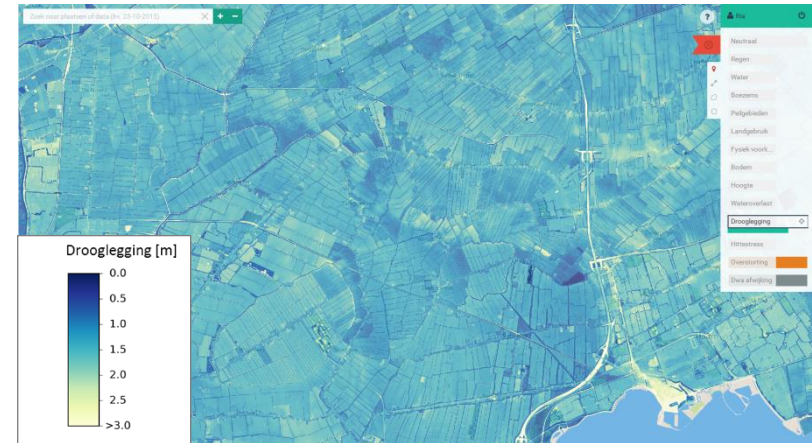 Zoek naar plaatsen of data (bv. 23-10-2013)
?
Ria
Neutraal
Regen
Water
Boezems
Peilgebieden
Landgebruik
Fysiek voork...
Bodem
Hoogte
Wateroverlast
Drooglegging
Hittestress
Overstorting
Dwa afwijking
Drooglegging [m]
0.0
0.5
1.0
1.5
2.0
2.5
>3.0